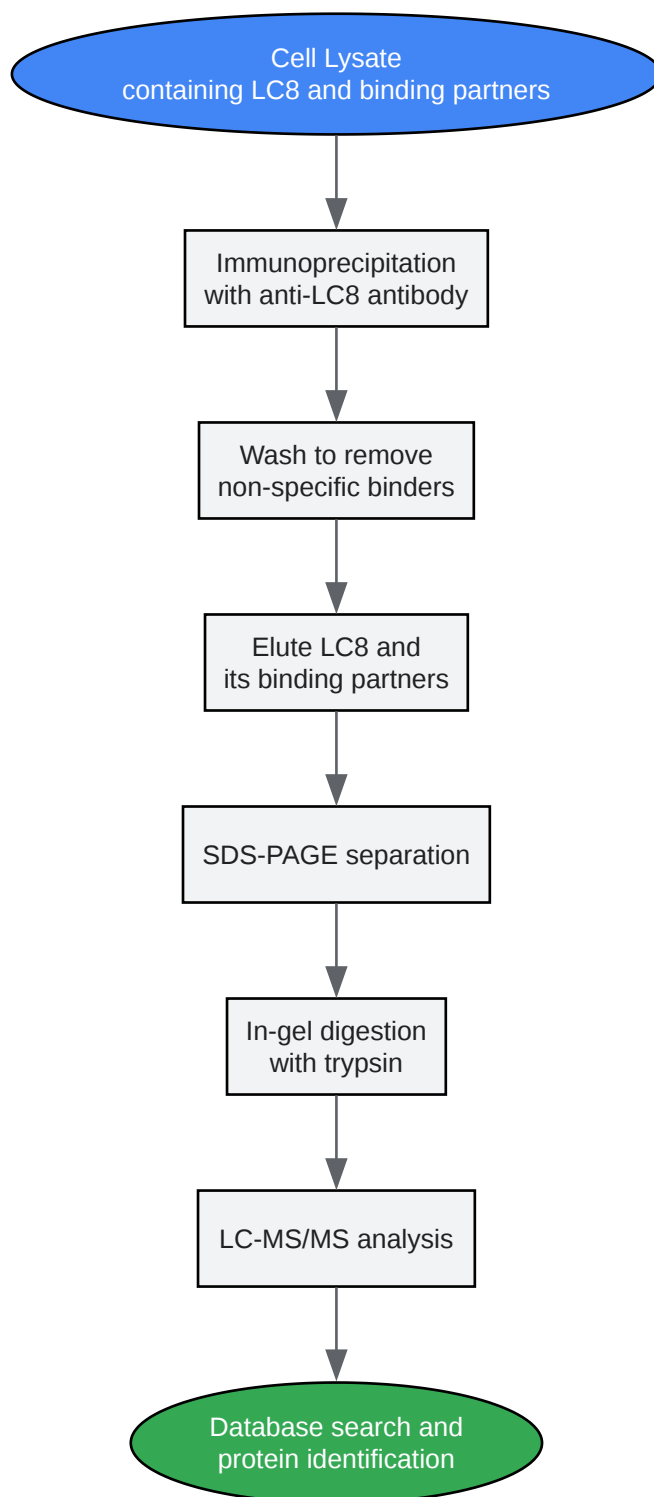 Cell Lysate
containing LC8 and binding partners
Immunoprecipitation
with anti-LC8 antibody
Wash to remove
non-specific binders
Elute LC8 and
its binding partners
SDS-PAGE separation
In-gel digestion
with trypsin
LC-MS/MS analysis
Database search and
protein identification